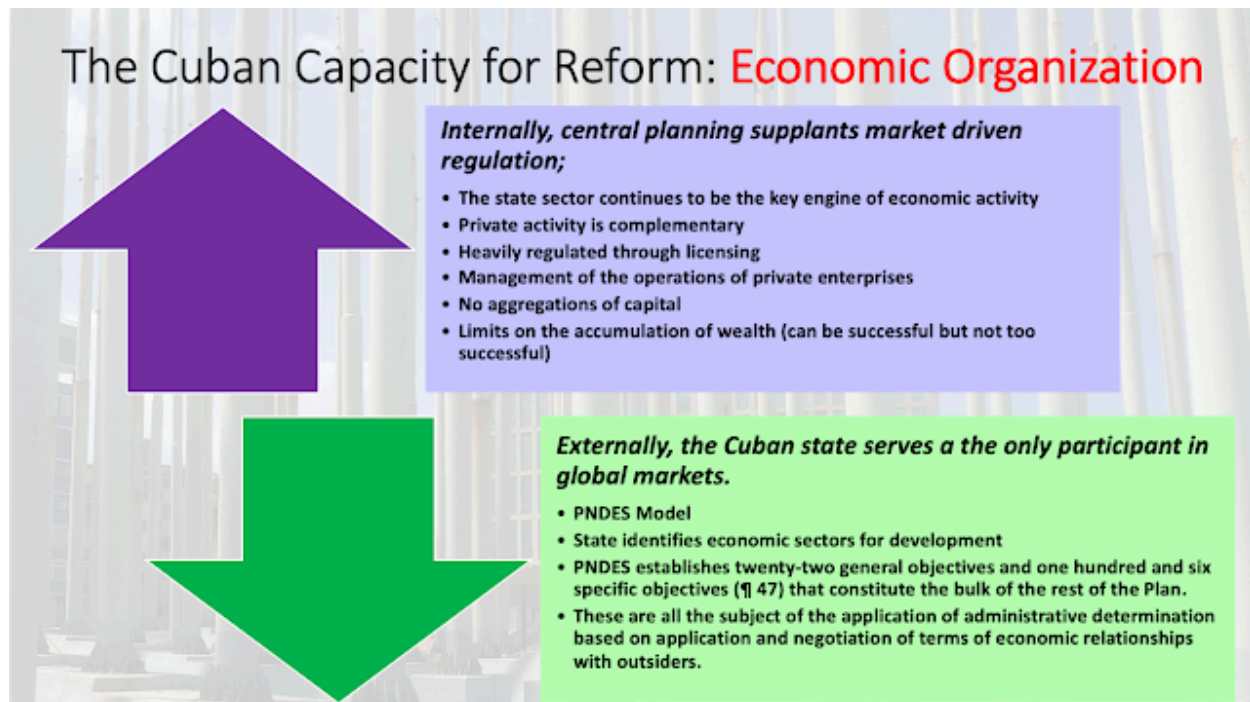 The Cuban Capacity for Reform: Economic Organization
Internally, central planning supplants market driven
regulation;
• The state sector continues to be the key engine of economic activity
• Private activity is complementary
• Heavily regulated through licensing
• Management of the operations of private enterprises
• No aggregations of capital
• Limits on the accumulation of wealth (can be successful but not too
successful)
Externally, the Cuban state serves a the only participant in
global markets.
• PNDES Model
• State identifies economic sectors for development
• PNDES establishes twenty-two general objectives and one hundred and six
specific objectives (¶ 47) that constitute the bulk of the rest of the Plan.
• These are all the subject of the application of administrative determination
based on application and negotiation of terms of economic relationships
with outsiders.